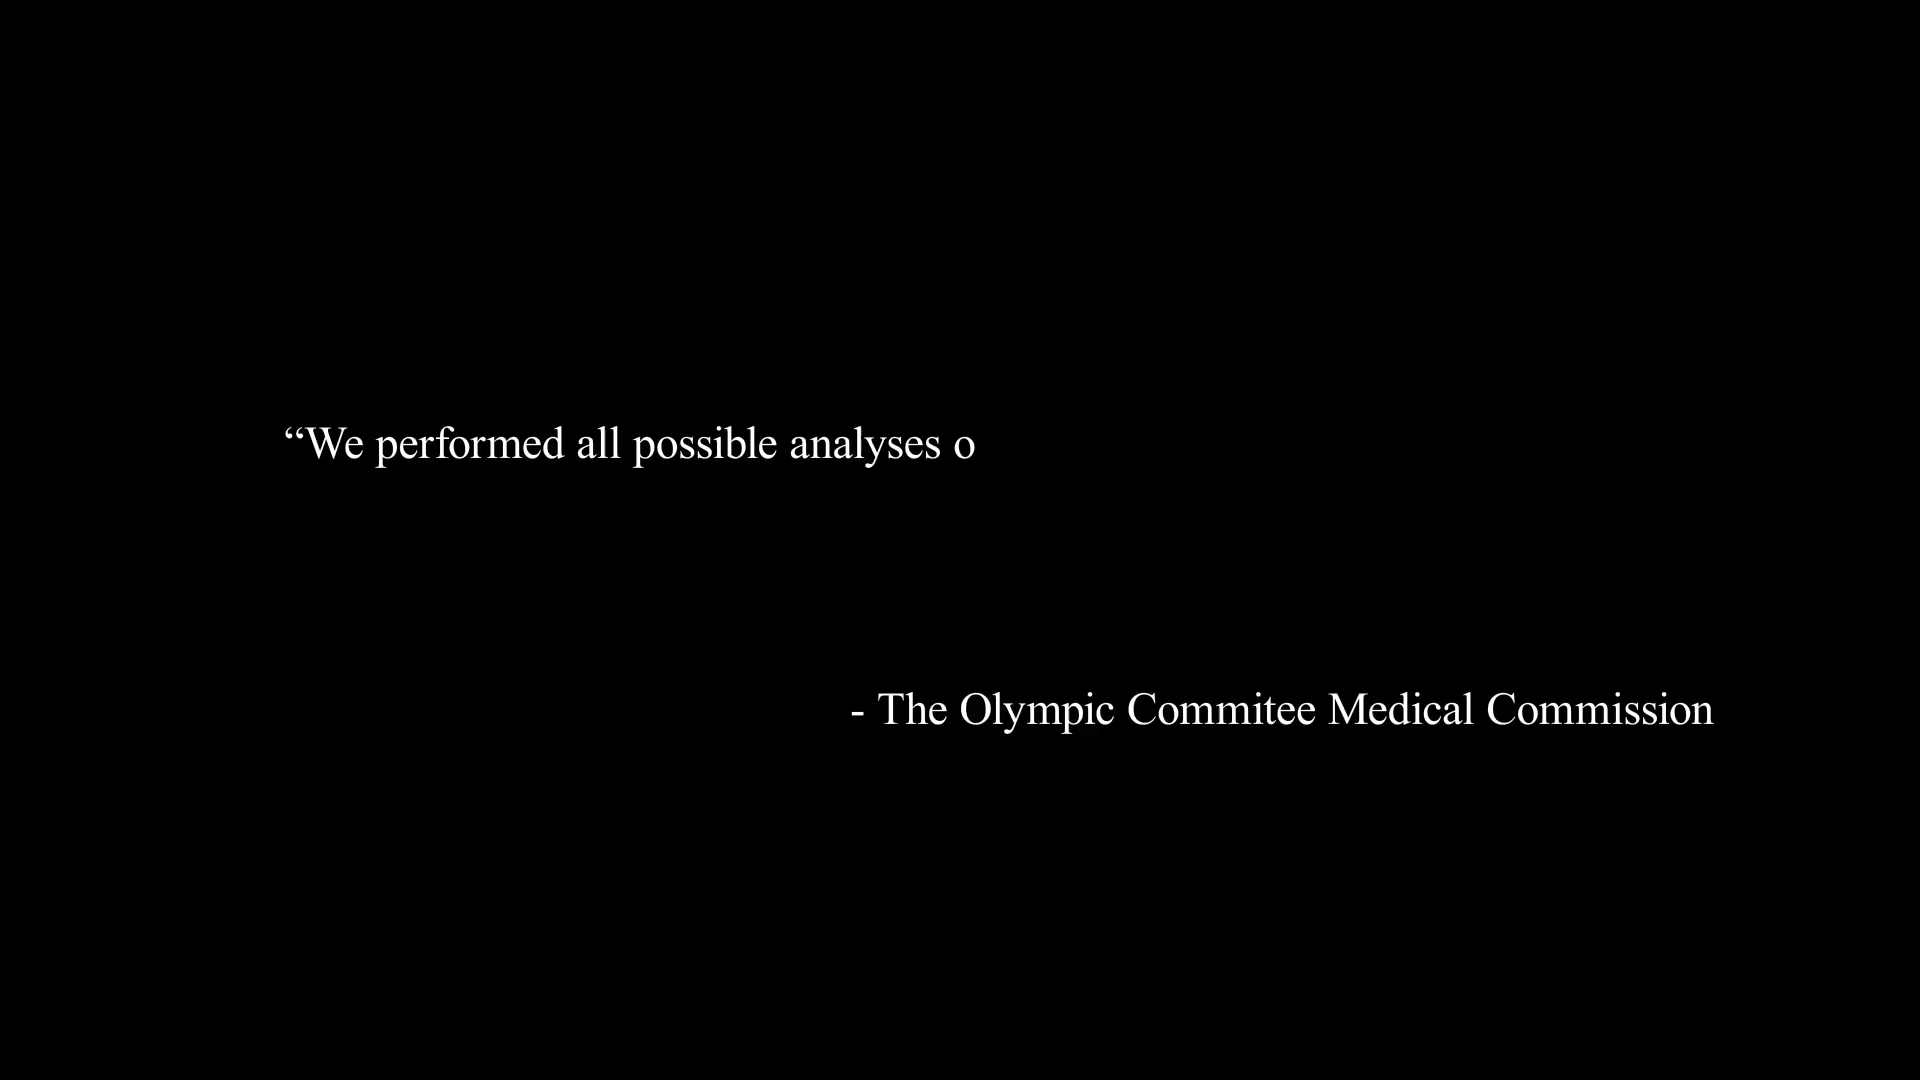 “We performed all possible analyses o
- The Olympic Commitee Medical Commission